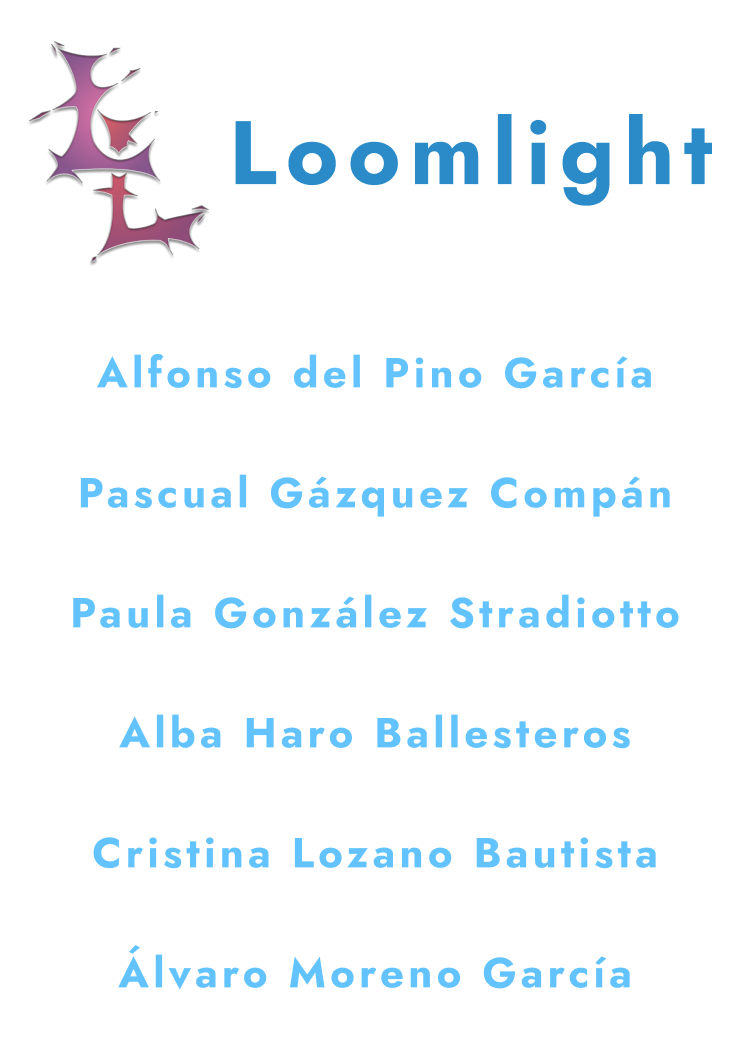 Loomlight
Alfonso del Pino García
Pascual Gázquez Compán
Paula González Stradiotto
Alba Haro Ballesteros
Cristina Lozano Bautista
Álvaro Moreno García